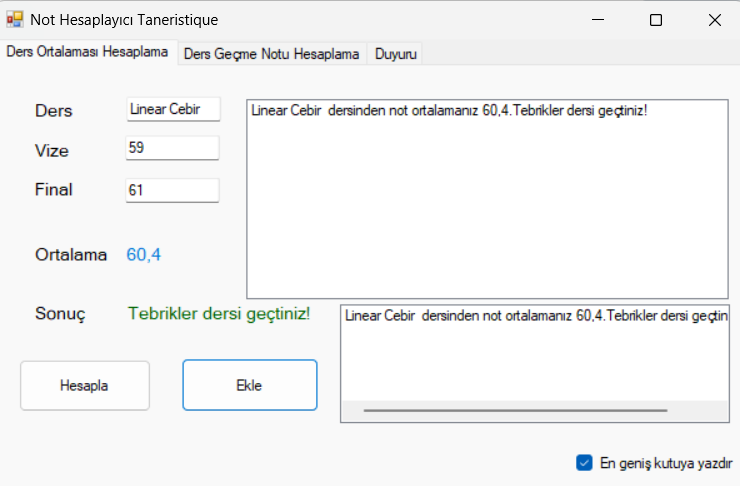 Not Hesaplayıcı Taneristique
Ders Ortalaması Hesaplama
Ders Geçme Notu Hesaplama
Duyuru
Ders
Linear Cebir
Vize
59
Final
61
Ortalama
60,4
Sonuç
Tebrikler dersi geçtiniz!
Linear Cebir  dersinden not ortalamanız 60,4.Tebrikler dersi geçtiniz!
Linear Cebir  dersinden not ortalamanız 60,4.Tebrikler dersi geçtin
Hesapla
Ekle
En geniş kutuya yazdır